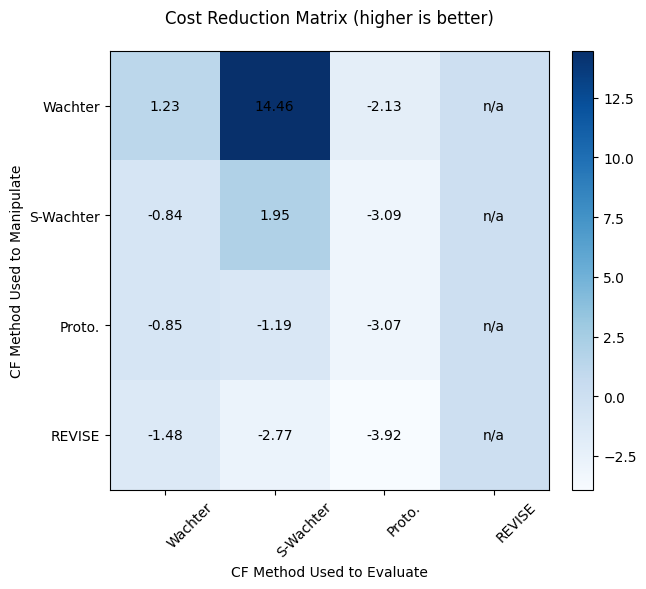 Cost Reduction Matrix (higher is better)
CF Method Used to Manipulate
Wachter 1.23 14.46 -2.13 n/a
S-Wachter -0.84 1.95 -3.09 n/a
Proto. -0.85 -1.19 -3.07 n/a
REVISE -1.48 -2.77 -3.92 n/a
Wachter S-Wachter Proto. REVISE
CF Method Used to Evaluate
12.5
10.0
7.5
5.0
2.5
0.0
−2.5